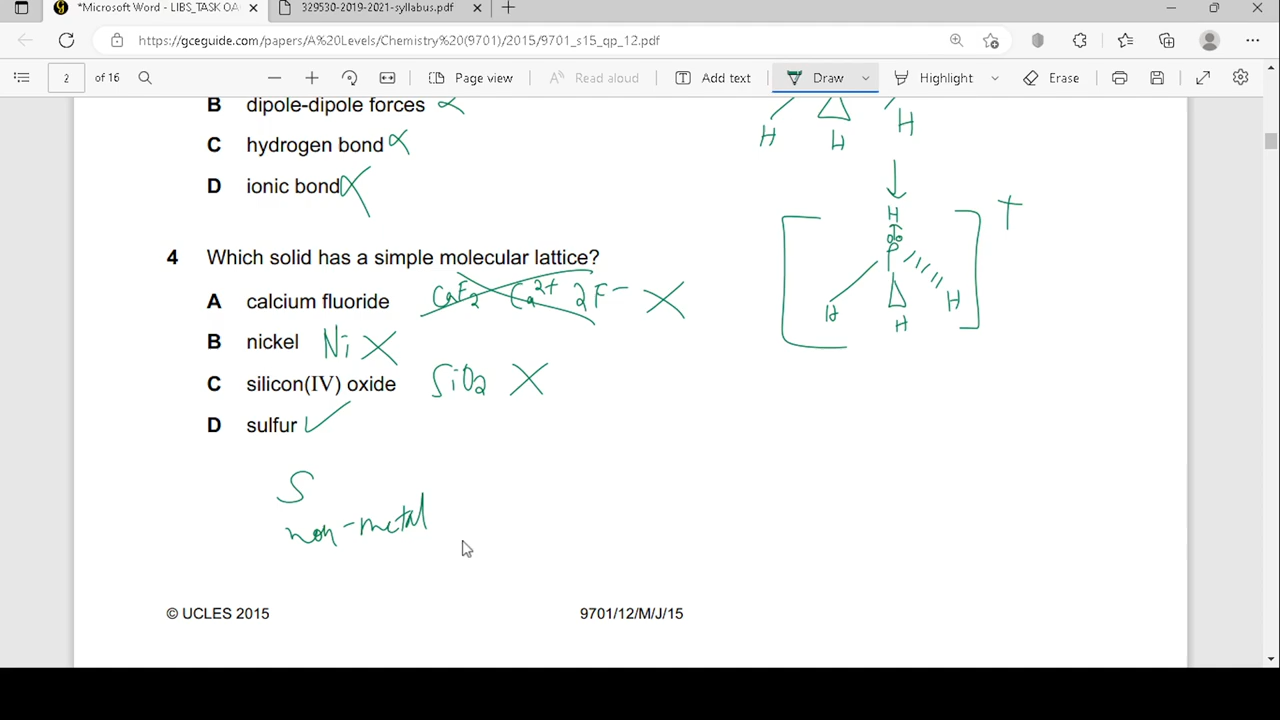 *Microsoft Word - LIBS_TASK OA
329530-2019-2021-syllabus.pdf
https://gceguide.com/papers/A%20Levels/Chemistry%20(9701)/2015/9701_s15_qp_12.pdf
2 of 16
Page view
Read aloud
Add text
Draw
Highlight
Erase
B dipole-dipole forces
C hydrogen bond
D ionic bond
H H H
H
P
H H H
+
4 Which solid has a simple molecular lattice?
A calcium fluoride CaF2 Ca2+ 2F-
B nickel Ni
C silicon(IV) oxide SiO2
D sulfur
S
non-metal
© UCLES 2015
9701/12/M/J/15